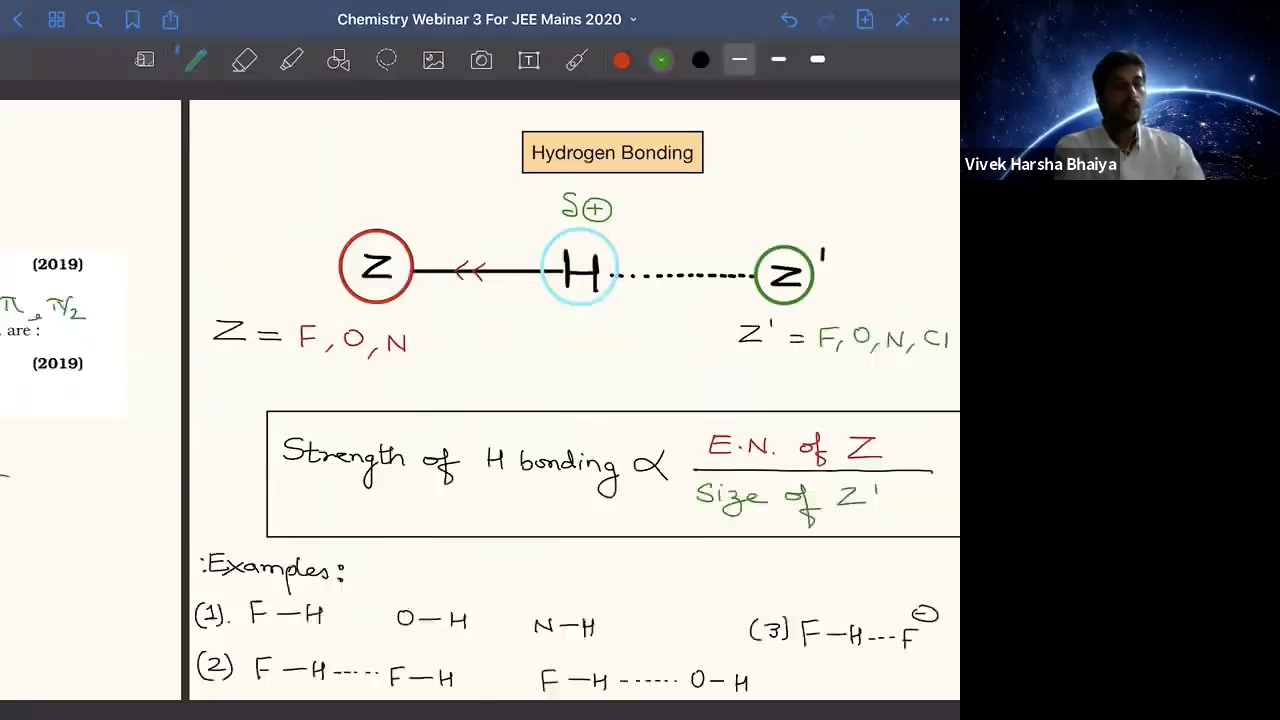 Chemistry Webinar 3 For JEE Mains 2020
T
Vivek Harsha Bhaiya
Hydrogen Bonding
δ⊕
Z H Z'
(2019)
π, π/2
, are :
(2019)
Z = F, O, N
Z' = F, O, N, Cl
Strength of H bonding ∝ E.N. of Z
Size of Z'
:Examples:
(1). F—H O—H N—H
(3) F—H---F⊖
(2) F—H-----F—H F—H------O—H